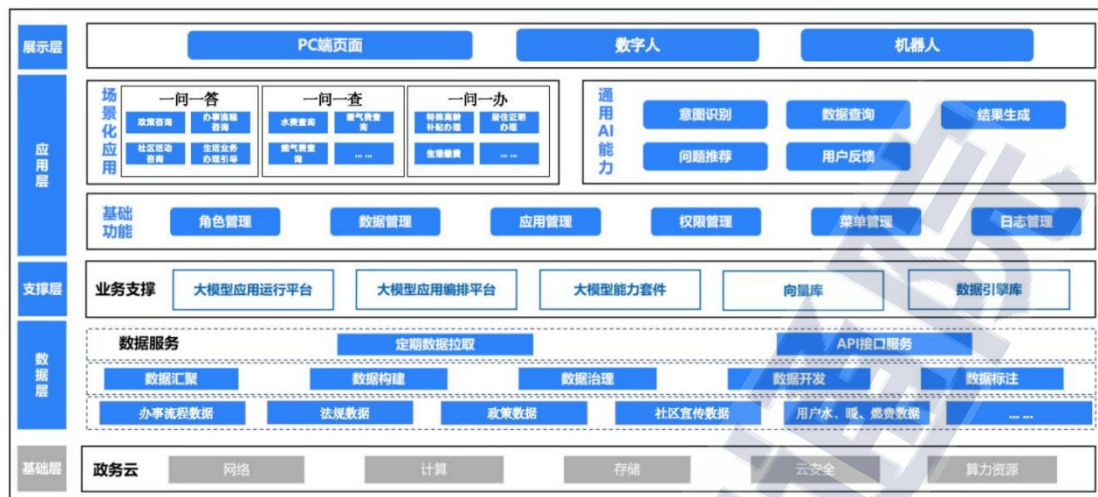 展示层
PC端页面
数字人
机器人
应用层
场景化应用
一问一答
政策咨询
办事流程
咨询
社区活动
咨询
生活业务
办理引导
一问一查
水费查询
暖气费查
询
燃气费查
询
... ...
一问一办
特殊高龄
补贴办理
居住证明
办理
生活缴费
... ...
通用AI能力
意图识别
数据查询
结果生成
问题推荐
用户反馈
基础
功能
角色管理
数据管理
应用管理
权限管理
菜单管理
日志管理
支撑层
业务支撑
大模型应用运行平台
大模型应用编排平台
大模型能力套件
向量库
数据引擎库
数据层
数据服务
定期数据拉取
API接口服务
数据汇聚
数据构建
数据治理
数据开发
数据标注
办事流程数据
法规数据
政策数据
社区宣传数据
用户水、暖、燃费数据
... ...
基础层
政务云
网络
计算
存储
云安全
算力资源